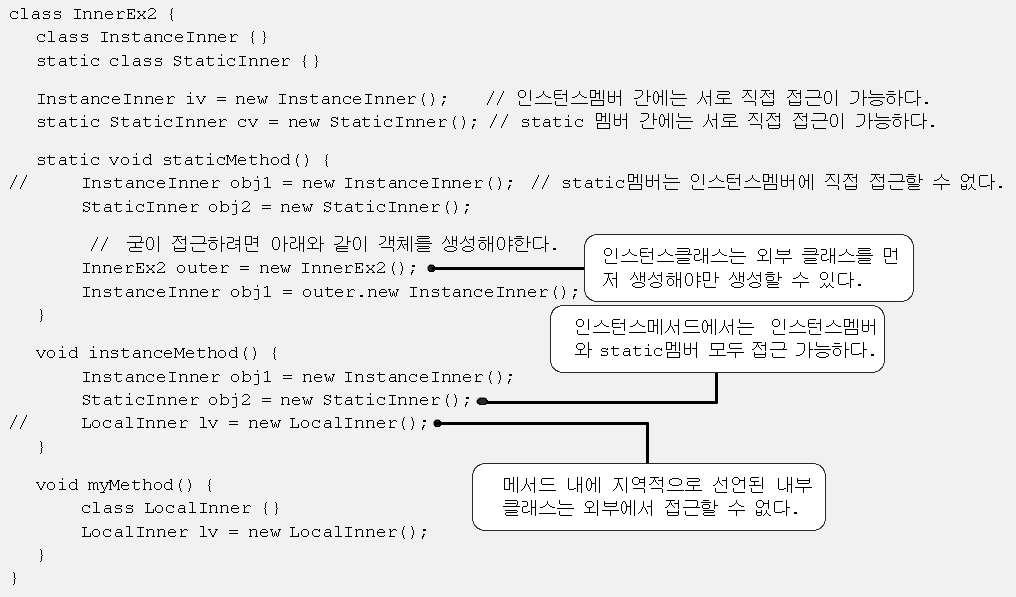 class InnerEx2 {
class InstanceInner {}
static class StaticInner {}
InstanceInner iv = new InstanceInner(); // 인스턴스멤버 간에는 서로 직접 접근이 가능하다.
static StaticInner cv = new StaticInner(); // static 멤버 간에는 서로 직접 접근이 가능하다.
static void staticMethod() {
// InstanceInner obj1 = new InstanceInner(); // static멤버는 인스턴스멤버에 직접 접근할 수 없다.
StaticInner obj2 = new StaticInner();
// 굳이 접근하려면 아래와 같이 객체를 생성해야한다.
InnerEx2 outer = new InnerEx2();
InstanceInner obj1 = outer.new InstanceInner();
인스턴스클래스는 외부 클래스를 먼
저 생성해야만 생성할 수 있다.
}
인스턴스메서드에서는 인스턴스멤버
와 static멤버 모두 접근 가능하다.
void instanceMethod() {
InstanceInner obj1 = new InstanceInner();
StaticInner obj2 = new StaticInner();
// LocalInner lv = new LocalInner();
}
메서드 내에 지역적으로 선언된 내부
클래스는 외부에서 접근할 수 없다.
void myMethod() {
class LocalInner {}
LocalInner lv = new LocalInner();
}
}